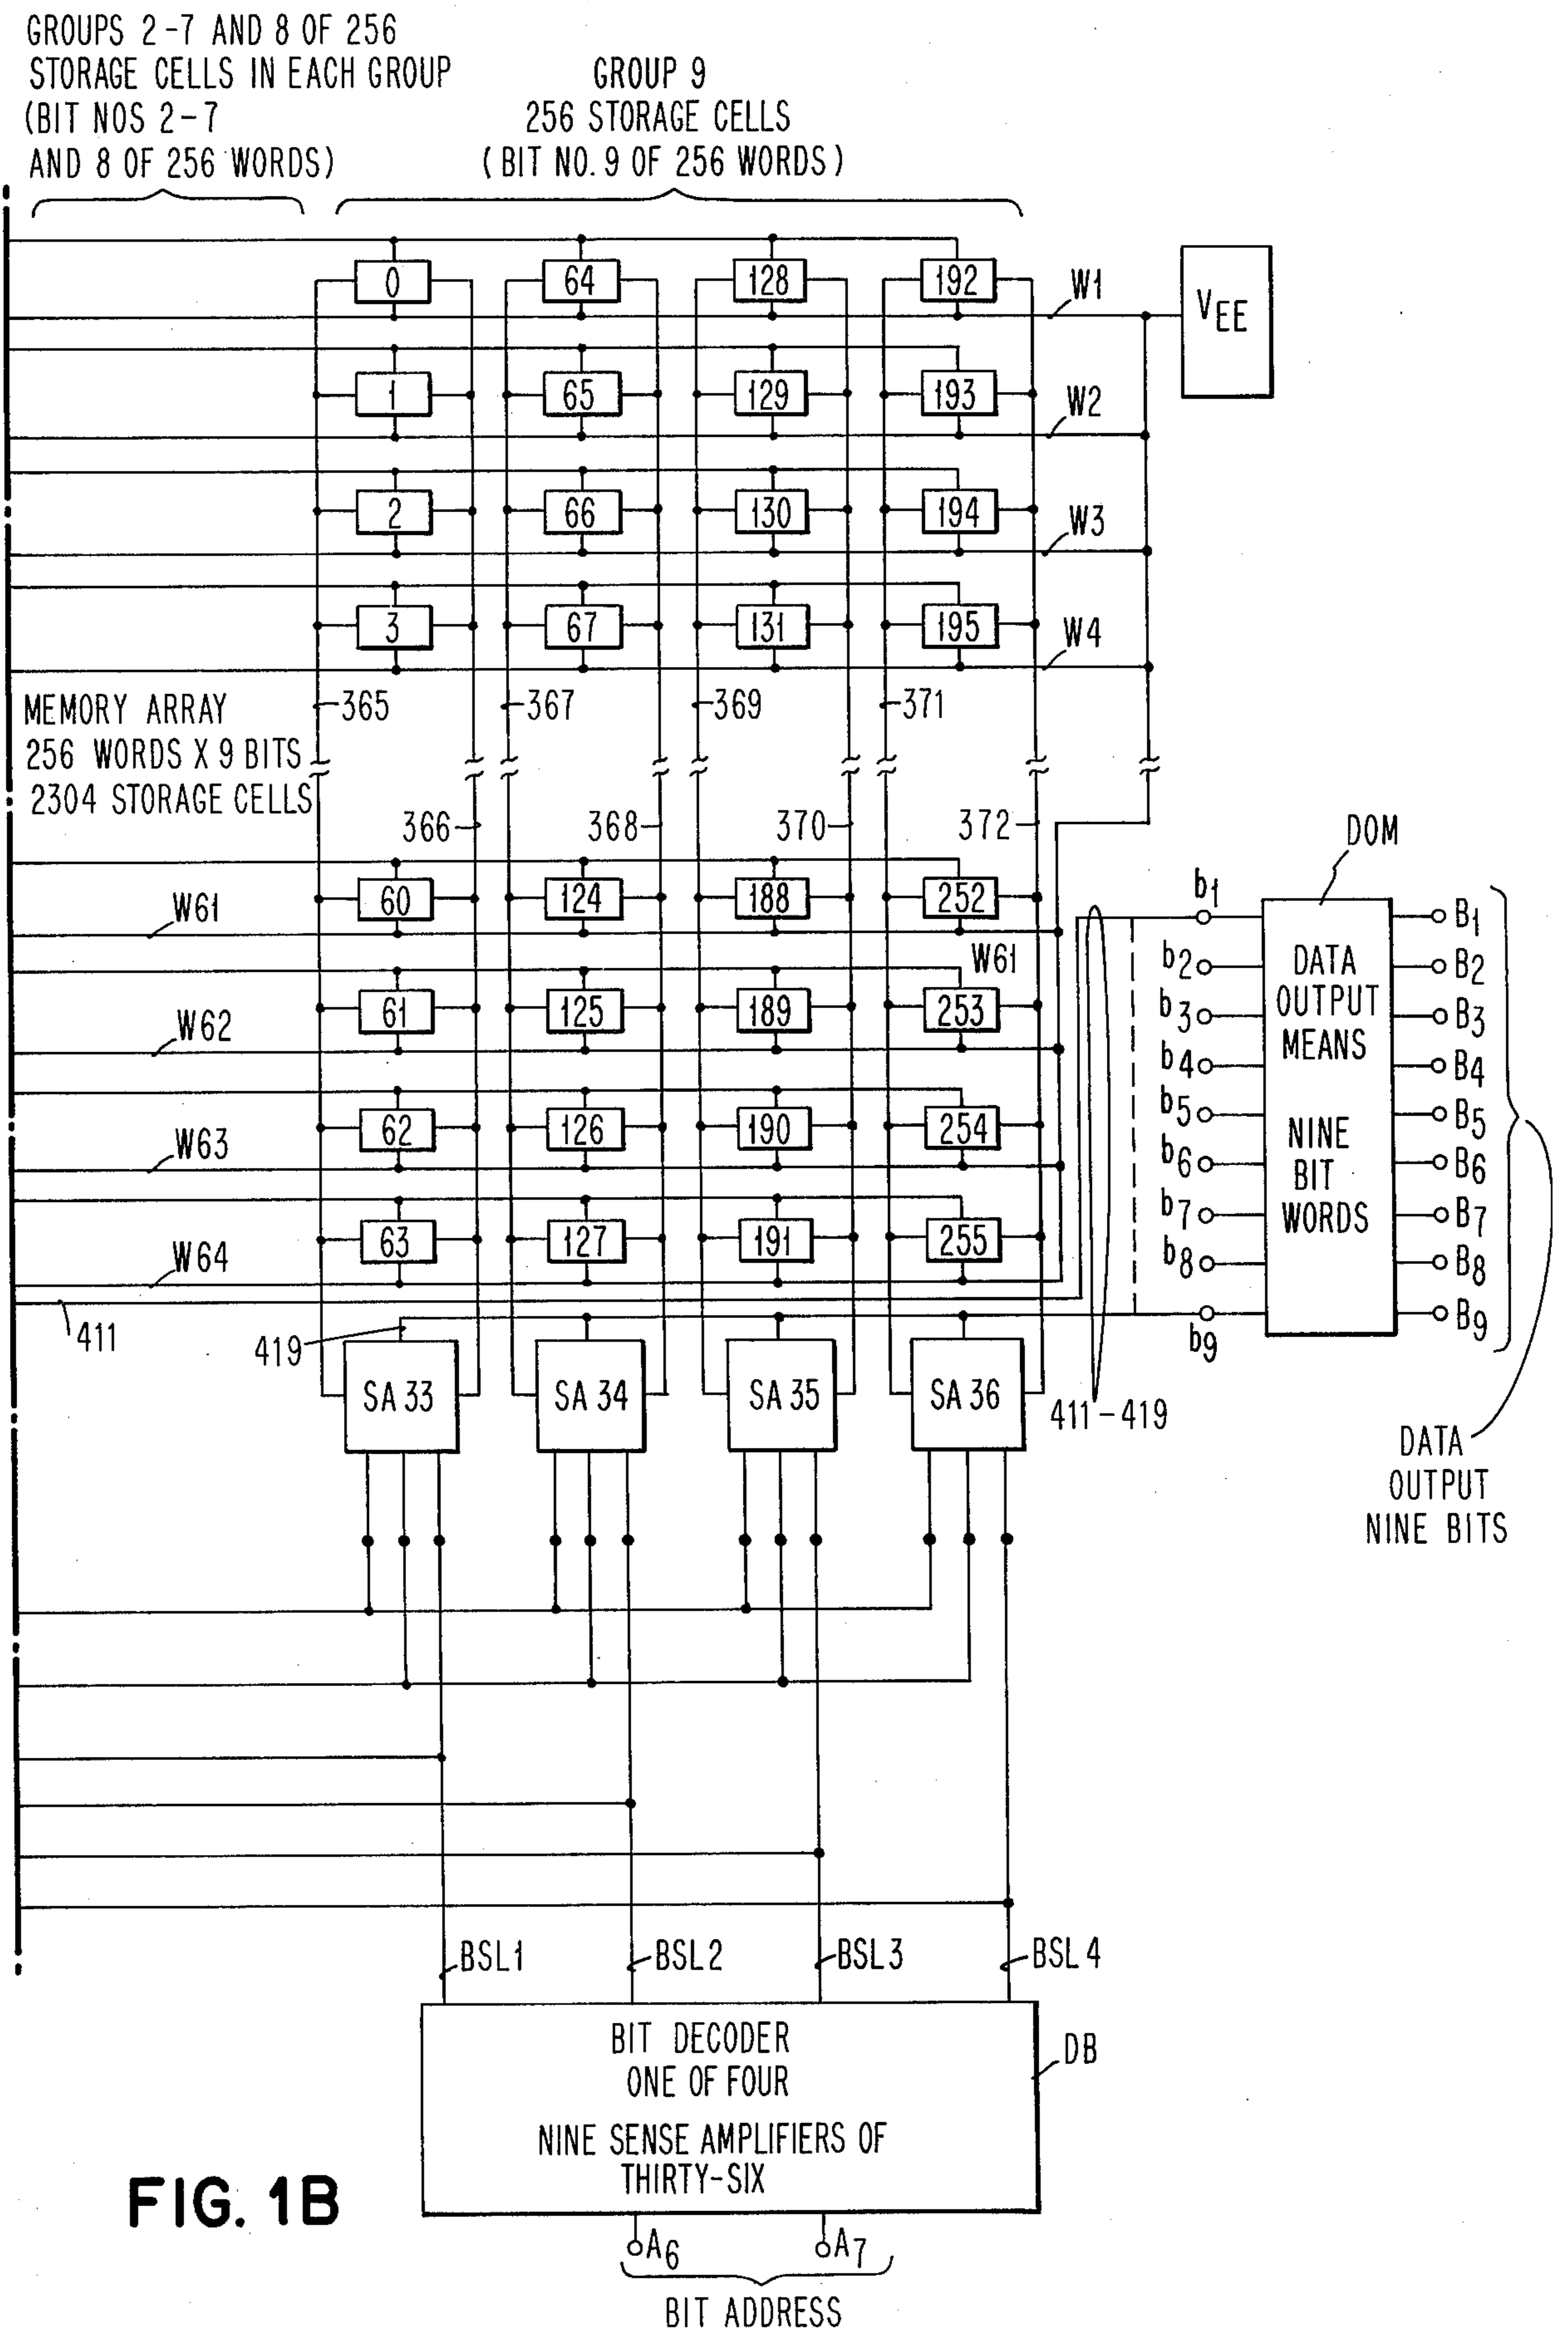 GROUPS 2-7 AND 8 OF 256
STORAGE CELLS IN EACH GROUP
(BIT NOS 2-7
AND 8 OF 256 WORDS)
GROUP 9
256 STORAGE CELLS
(BIT NO. 9 OF 256 WORDS)
0 64 128 192
W1
VEE
1 65 129 193
W2
2 66 130 194
W3
3 67 131 195
W4
365 367 369 371
MEMORY ARRAY
256 WORDS X 9 BITS
2304 STORAGE CELLS
366 368 370 372
DOM
60 124 188 252
W61
W61
61 125 189 253
W62
62 126 190 254
W63
63 127 191 255
W64
411
419
b1
b2
b3
b4
b5
b6
b7
b8
b9
DATA
OUTPUT
MEANS
NINE
BIT
WORDS
B1
B2
B3
B4
B5
B6
B7
B8
B9
SA 33 SA 34 SA 35 SA 36
411-419
DATA
OUTPUT
NINE BITS
BSL1 BSL2 BSL3 BSL4
BIT DECODER
ONE OF FOUR
NINE SENSE AMPLIFIERS OF
THIRTY-SIX
DB
A6 A7
BIT ADDRESS
FIG. 1B